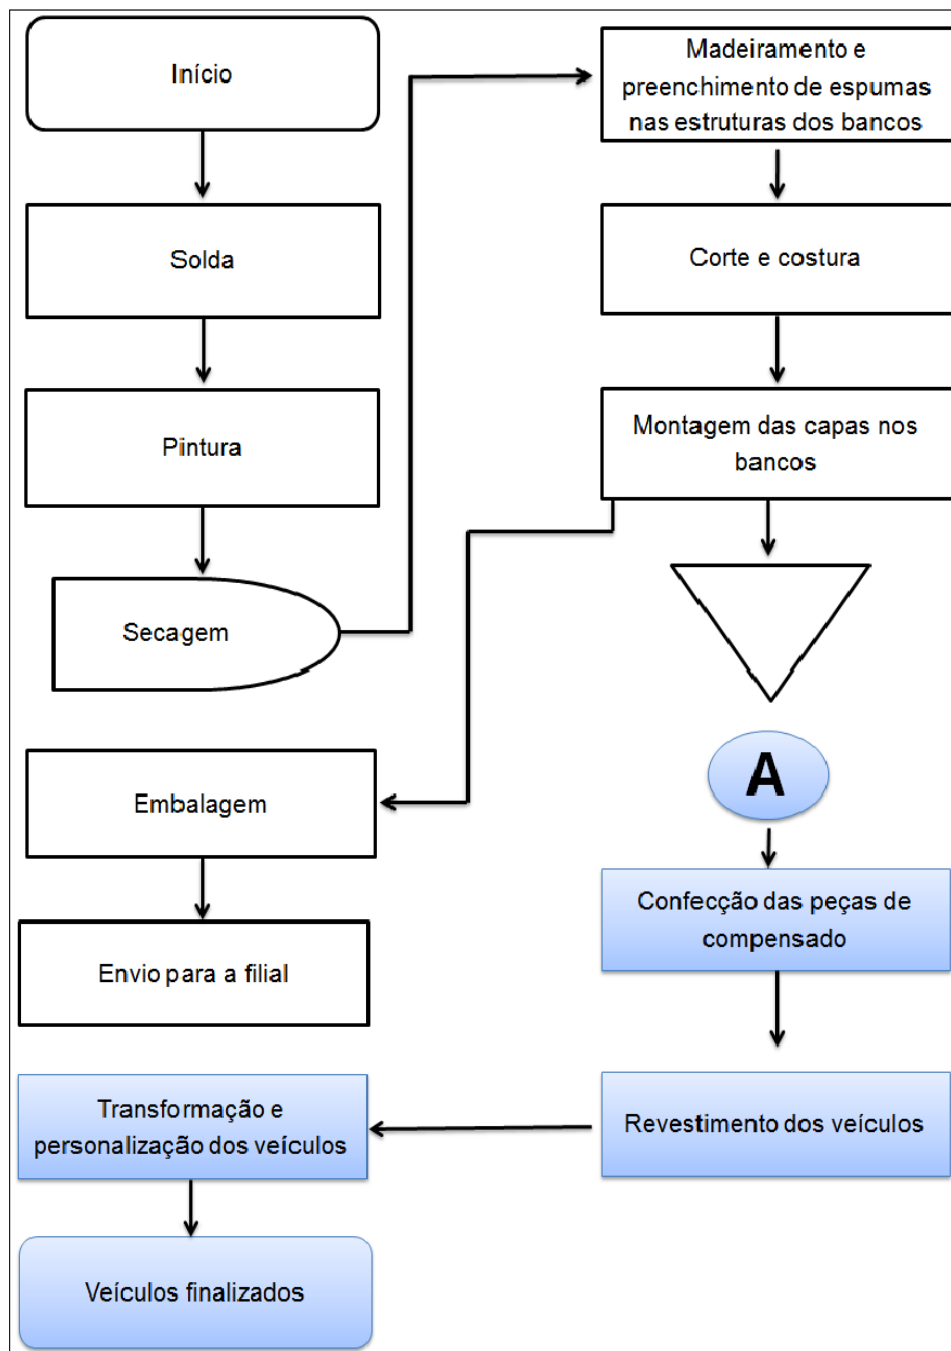 Início
Solda
Pintura
Secagem
Madeiramento e
preenchimento de espumas
nas estruturas dos bancos
Corte e costura
Montagem das capas nos
bancos
Embalagem
Envio para a filial
A
Confecção das peças de
compensado
Revestimento dos veículos
Transformação e
personalização dos veículos
Veículos finalizados